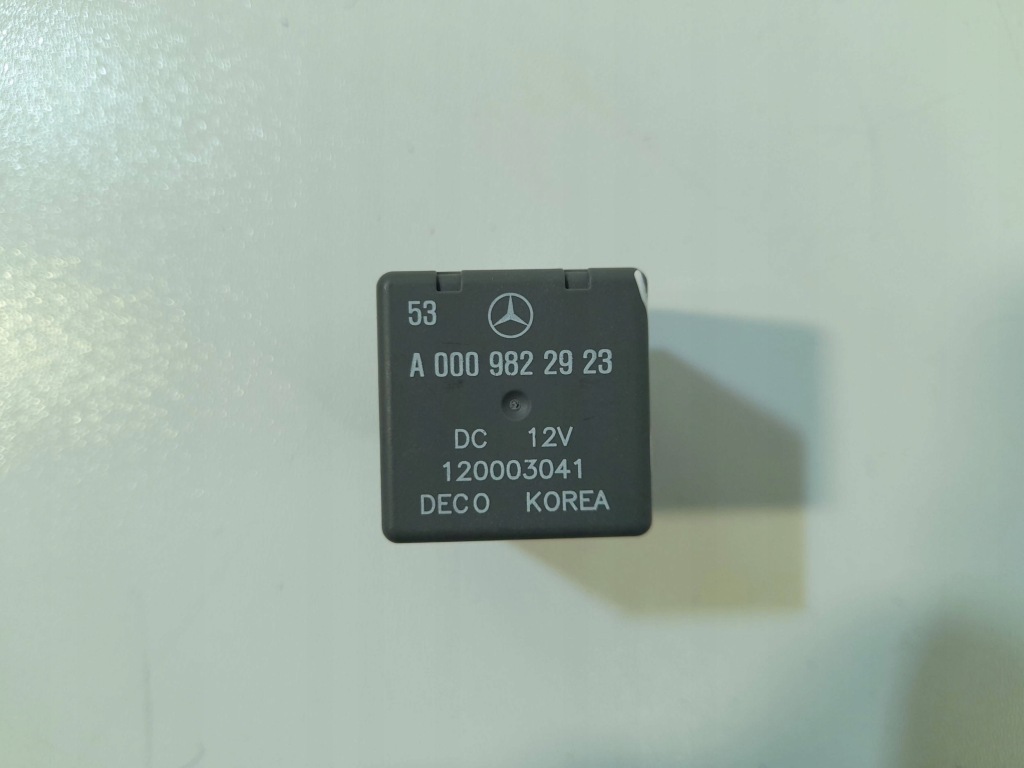 53
A 000 982 29 23
DC 12V
120003041
DECO KOREA